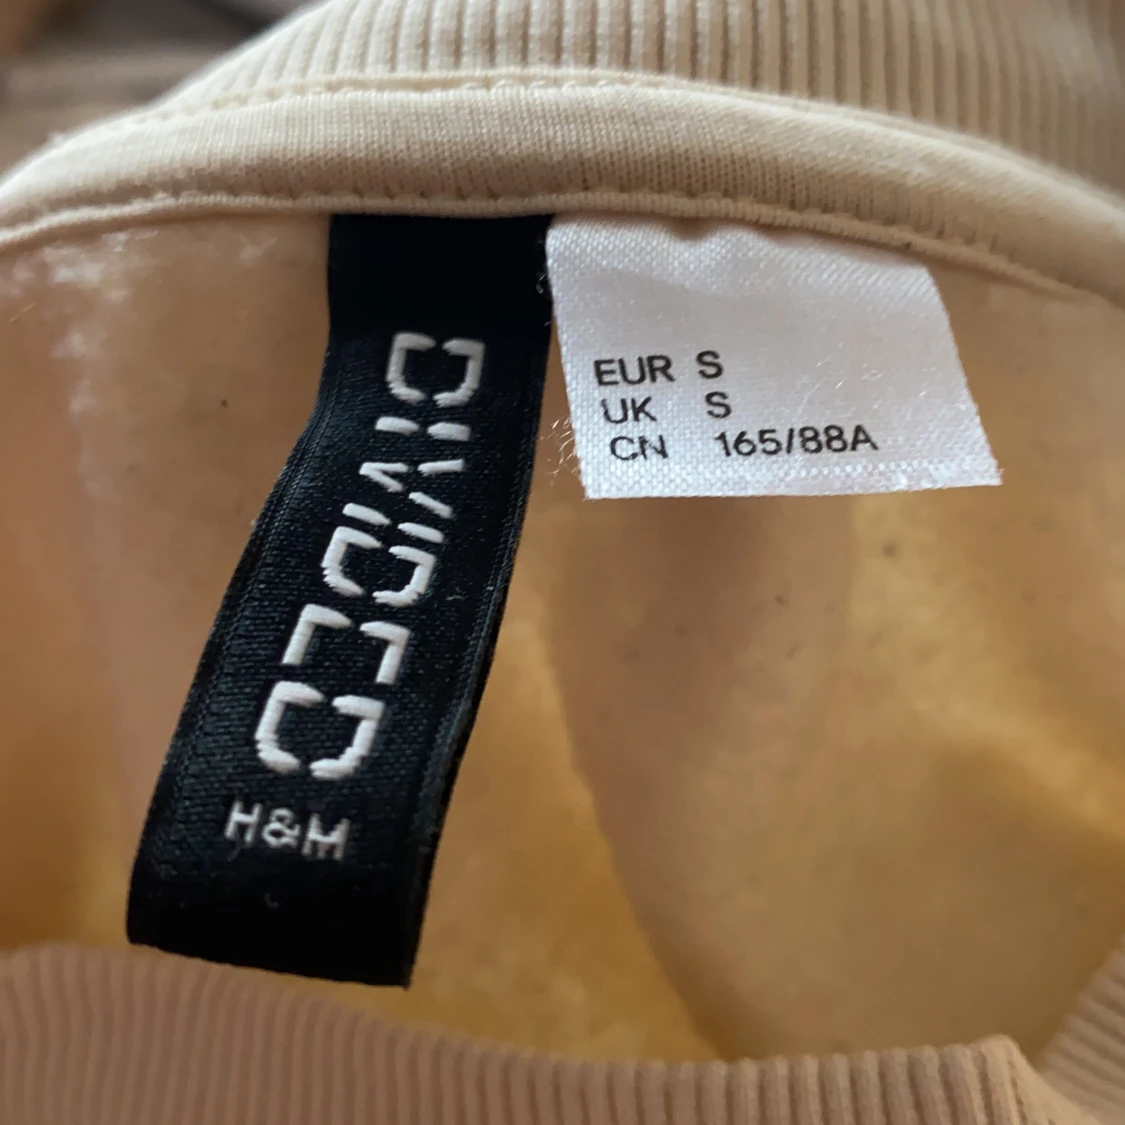 DIVIDED
H&M
EUR S
UK S
CN 165/88A